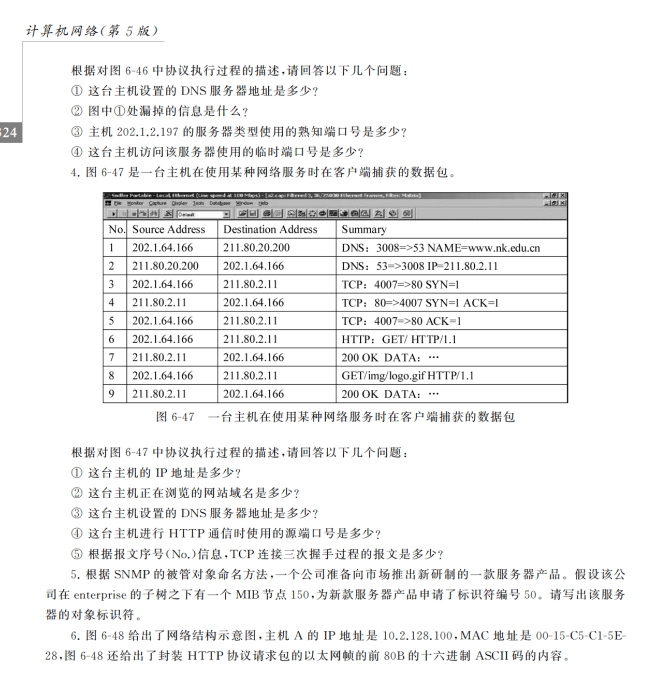 计算机网络(第5版)
根据对图 6-46 中协议执行过程的描述,请回答以下几个问题:
① 这台主机设置的 DNS 服务器地址是多少?
② 图中①处漏掉的信息是什么?
324
③ 主机 202.1.2.197 的服务器类型使用的熟知端口号是多少?
④ 这台主机访问该服务器使用的临时端口号是多少?
4. 图 6-47 是一台主机在使用某种网络服务时在客户端捕获的数据包。
File Monitor Capture Display Tools Database Window Help
Default
No. Source Address Destination Address Summary
1 202.1.64.166 211.80.20.200 DNS: 3008=>53 NAME=www.nk.edu.cn
2 211.80.20.200 202.1.64.166 DNS: 53=>3008 IP=211.80.2.11
3 202.1.64.166 211.80.2.11 TCP: 4007=>80 SYN=1
4 211.80.2.11 202.1.64.166 TCP: 80=>4007 SYN=1 ACK=1
5 202.1.64.166 211.80.2.11 TCP: 4007=>80 ACK=1
6 202.1.64.166 211.80.2.11 HTTP: GET/ HTTP/1.1
7 211.80.2.11 202.1.64.166 200 OK DATA: …
8 202.1.64.166 211.80.2.11 GET/img/logo.gif HTTP/1.1
9 211.80.2.11 202.1.64.166 200 OK DATA: …
图 6-47 一台主机在使用某种网络服务时在客户端捕获的数据包
根据对图 6-47 中协议执行过程的描述,请回答以下几个问题:
① 这台主机的 IP 地址是多少?
② 这台主机正在浏览的网站域名是多少?
③ 这台主机设置的 DNS 服务器地址是多少?
④ 这台主机进行 HTTP 通信时使用的源端口号是多少?
⑤ 根据报文序号(No.)信息,TCP 连接三次握手过程的报文是多少?
5. 根据 SNMP 的被管对象命名方法,一个公司准备向市场推出新研制的一款服务器产品。假设该公
司在 enterprise 的子树之下有一个 MIB 节点 150,为新款服务器产品申请了标识符编号 50。请写出该服务
器的对象标识符。
6. 图 6-48 给出了网络结构示意图,主机 A 的 IP 地址是 10.2.128.100,MAC 地址是 00-15-C5-C1-5E-
28,图 6-48 还给出了封装 HTTP 协议请求包的以太网帧的前 80B 的十六进制 ASCII 码的内容。